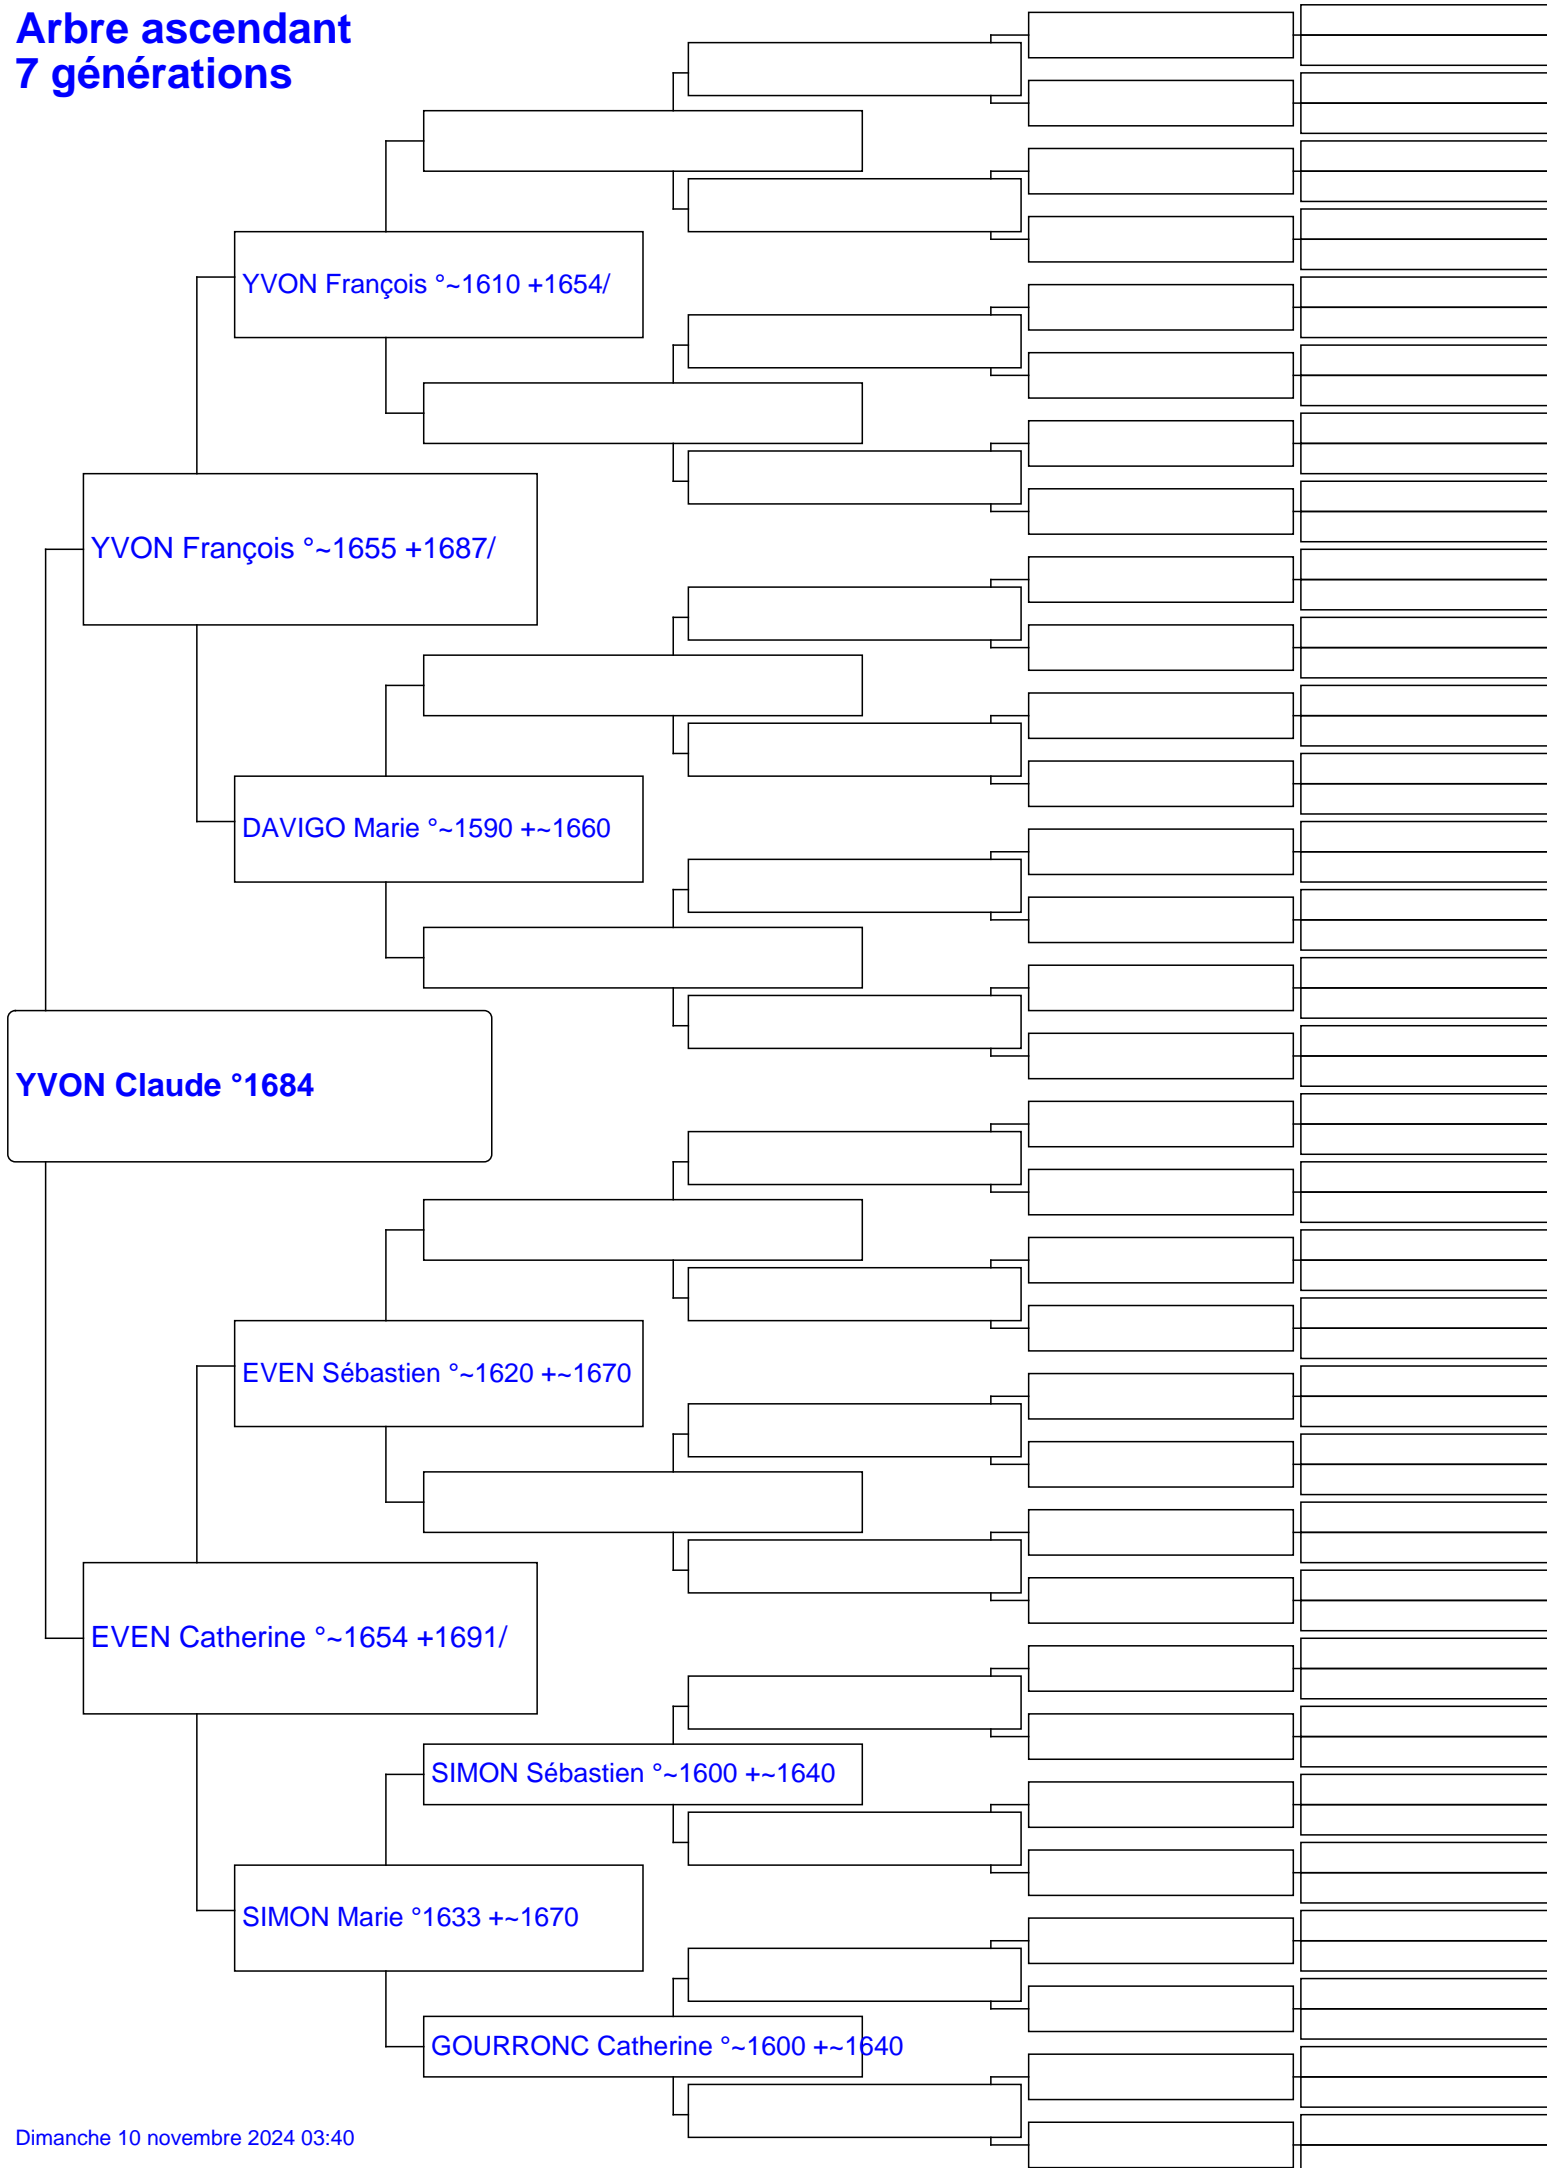 Arbre ascendant
7 générations
YVON François °~1610 +1654/
YVON François °~1655 +1687/
DAVIGO Marie °~1590 +~1660
YVON Claude °1684
EVEN Sébastien °~1620 +~1670
EVEN Catherine °~1654 +1691/
SIMON Sébastien °~1600 +~1640
SIMON Marie °1633 +~1670
GOURRONC Catherine °~1600 +~1640
Dimanche 10 novembre 2024 03:40